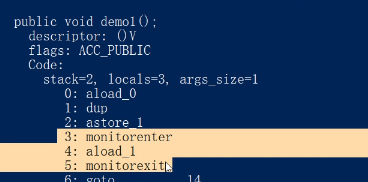 public void demo1();
descriptor: ()V
flags: ACC_PUBLIC
Code:
stack=2, locals=3, args_size=1
0: aload_0
1: dup
2: astore_1
3: monitorenter
4: aload_1
5: monitorexit
6: goto 14